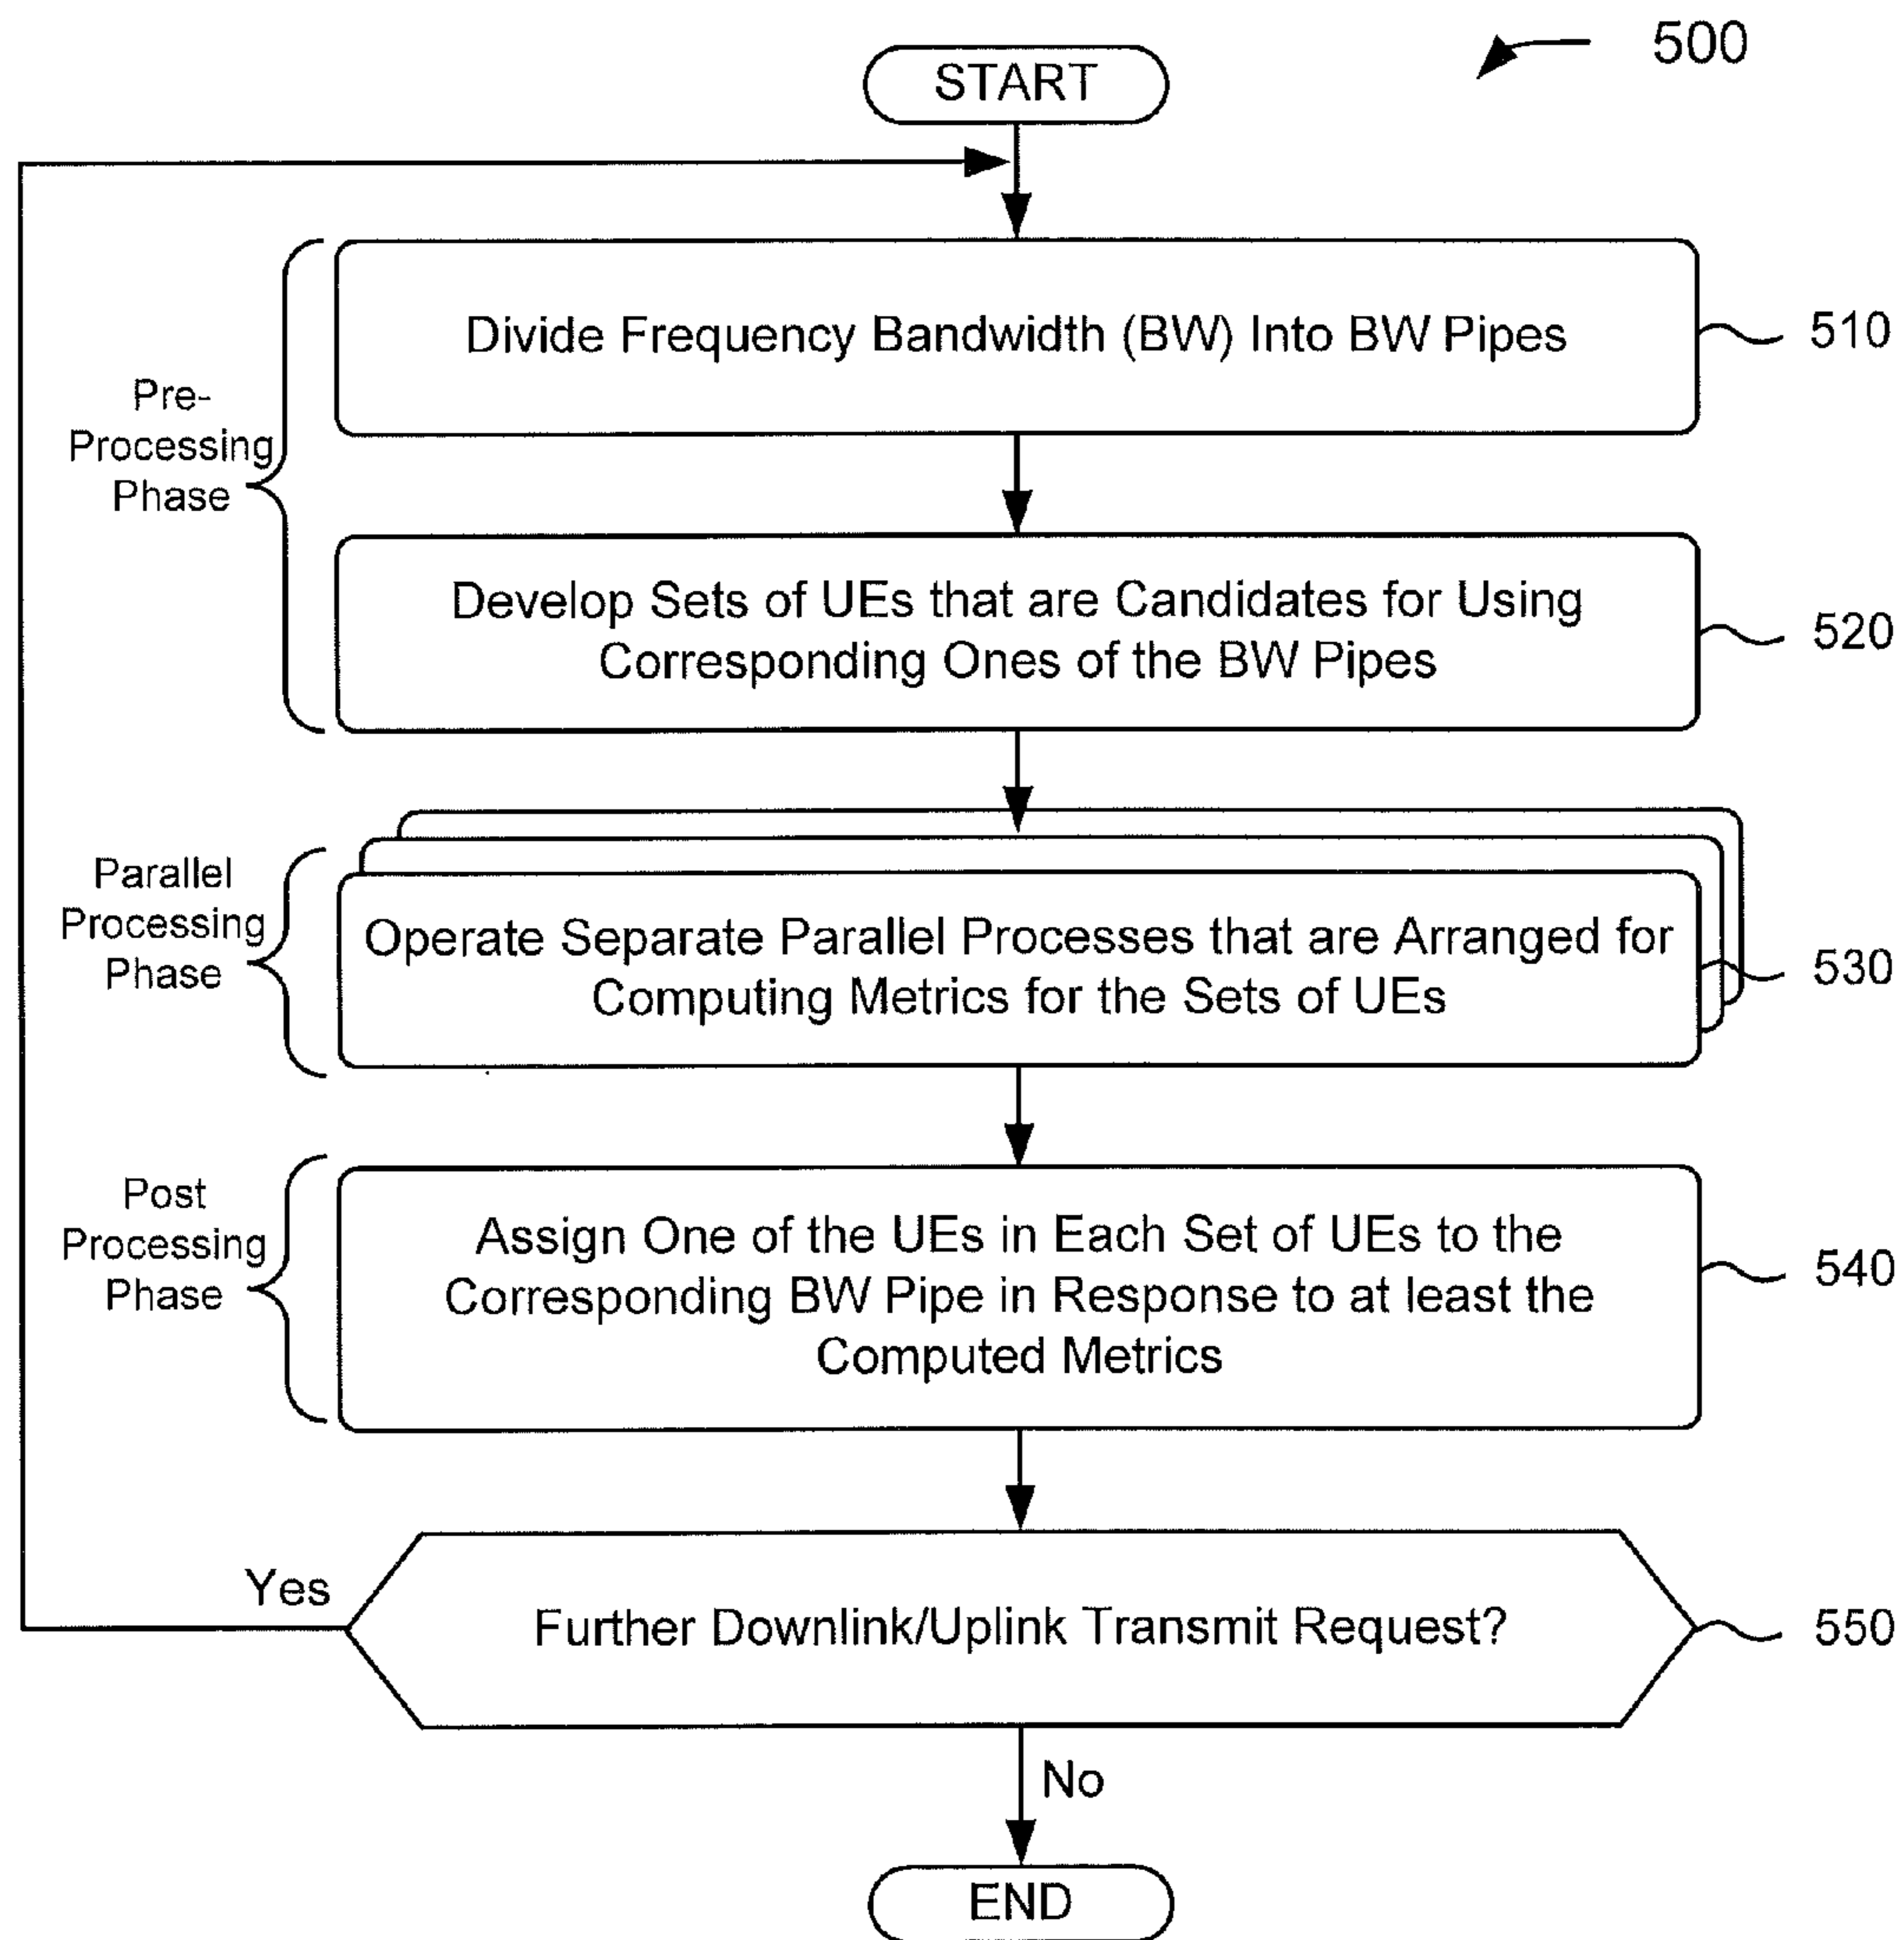 500
START
Divide Frequency Bandwidth (BW) Into BW Pipes
510
Pre-
Processing
Phase
Develop Sets of UEs that are Candidates for Using
Corresponding Ones of the BW Pipes
520
Parallel
Processing
Phase
Operate Separate Parallel Processes that are Arranged for
Computing Metrics for the Sets of UEs
530
Post
Processing
Phase
Assign One of the UEs in Each Set of UEs to the
Corresponding BW Pipe in Response to at least the
Computed Metrics
540
Yes
Further Downlink/Uplink Transmit Request?
550
No
END